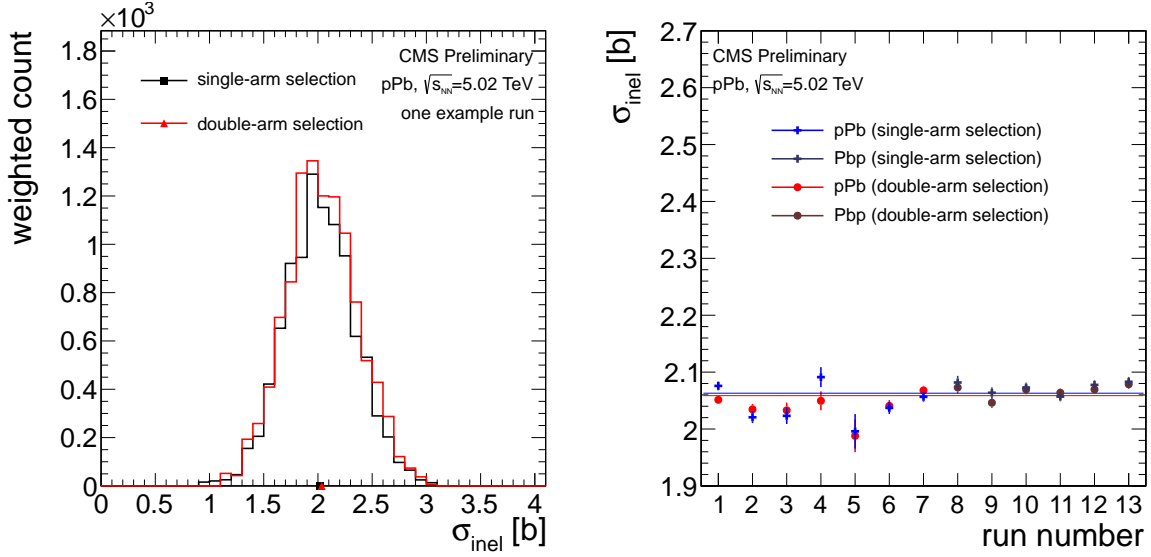 ×10³
weighted count
1.8
1.6
1.4
1.2
1
0.8
0.6
0.4
0.2
0
CMS Preliminary
pPb, √s_NN=5.02 TeV
one example run
single-arm selection
double-arm selection
0 0.5 1 1.5 2 2.5 3 3.5 4
σ_inel [b]
σ_inel [b]
2.7
2.6
2.5
2.4
2.3
2.2
2.1
2
1.9
CMS Preliminary
pPb, √s_NN=5.02 TeV
pPb (single-arm selection)
Pbp (single-arm selection)
pPb (double-arm selection)
Pbp (double-arm selection)
1 2 3 4 5 6 7 8 9 10 11 12 13
run number